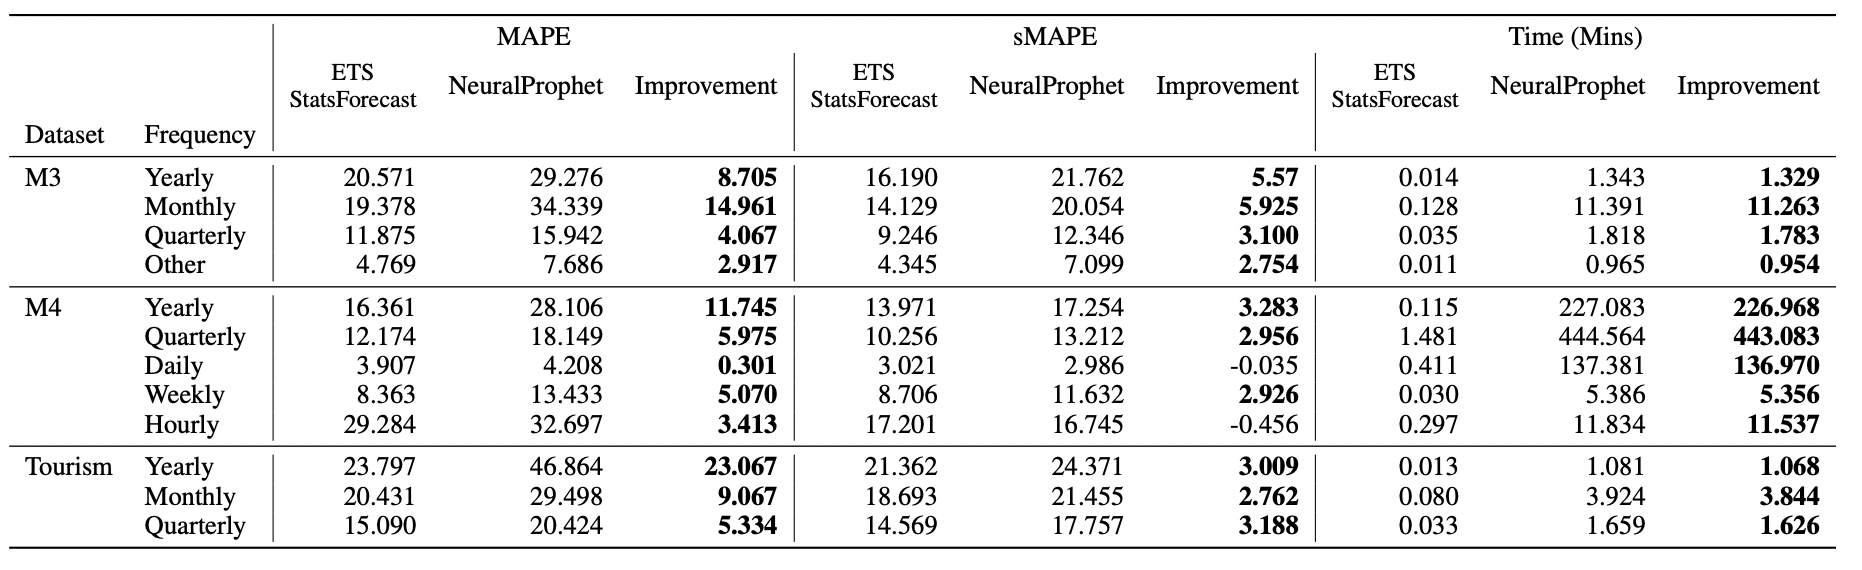 MAPE sMAPE Time (Mins)
ETS StatsForecast NeuralProphet Improvement ETS StatsForecast NeuralProphet Improvement ETS StatsForecast NeuralProphet Improvement
Dataset Frequency
M3 Yearly 20.571 29.276 8.705 16.190 21.762 5.57 0.014 1.343 1.329
Monthly 19.378 34.339 14.961 14.129 20.054 5.925 0.128 11.391 11.263
Quarterly 11.875 15.942 4.067 9.246 12.346 3.100 0.035 1.818 1.783
Other 4.769 7.686 2.917 4.345 7.099 2.754 0.011 0.965 0.954
M4 Yearly 16.361 28.106 11.745 13.971 17.254 3.283 0.115 227.083 226.968
Quarterly 12.174 18.149 5.975 10.256 13.212 2.956 1.481 444.564 443.083
Daily 3.907 4.208 0.301 3.021 2.986 -0.035 0.411 137.381 136.970
Weekly 8.363 13.433 5.070 8.706 11.632 2.926 0.030 5.386 5.356
Hourly 29.284 32.697 3.413 17.201 16.745 -0.456 0.297 11.834 11.537
Tourism Yearly 23.797 46.864 23.067 21.362 24.371 3.009 0.013 1.081 1.068
Monthly 20.431 29.498 9.067 18.693 21.455 2.762 0.080 3.924 3.844
Quarterly 15.090 20.424 5.334 14.569 17.757 3.188 0.033 1.659 1.626